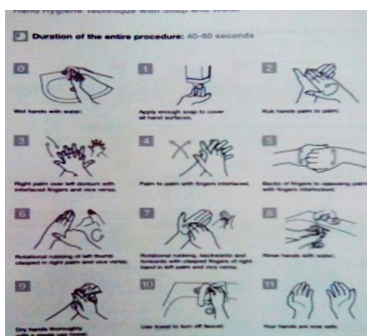 Hand Hygiene Technique with Soap and Water
Duration of the entire procedure: 40-60 seconds
0
Wet hands with water;
1
Apply enough soap to cover
all hand surfaces;
2
Rub hands palm to palm;
3
Right palm over left dorsum with
interlaced fingers and vice versa;
4
Palm to palm with fingers interlaced;
5
Backs of fingers to opposing palms
with fingers interlocked;
6
Rotational rubbing of left thumb
clasped in right palm and vice versa;
7
Rotational rubbing, backwards and
forwards with clasped fingers of right
hand in left palm and vice versa;
8
Rinse hands with water;
9
Dry hands thoroughly
with a single use towel;
10
Use towel to turn off faucet;
11
Your hands are now safe.